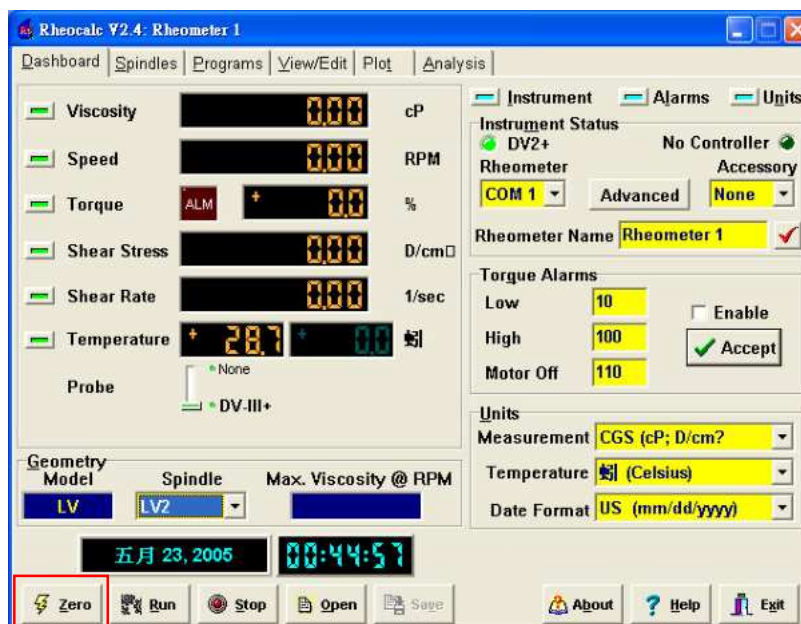 Rheocalc V2.4: Rheometer 1
Dashboard Spindles Programs View/Edit Plot Analysis
Viscosity 0.00 cP
Speed 0.00 RPM
Torque ALM + 0.0 %
Shear Stress 0.00 D/cm□
Shear Rate 0.00 1/sec
Temperature + 28.7 + 0.0 蚓
Probe
None
DV-III+
Geometry
Model Spindle Max. Viscosity @ RPM
LV LV2
五月 23, 2005 00:44:57
Instrument Alarms Units
Instrument Status
DV2+ No Controller
Rheometer Accessory
COM 1 Advanced None
Rheometer Name Rheometer 1
Torque Alarms
Low 10
High 100
Motor Off 110
Enable
Accept
Units
Measurement CGS (cP; D/cm?
Temperature 蚓 (Celsius)
Date Format US (mm/dd/yyyy)
Zero Run Stop Open Save About Help Exit